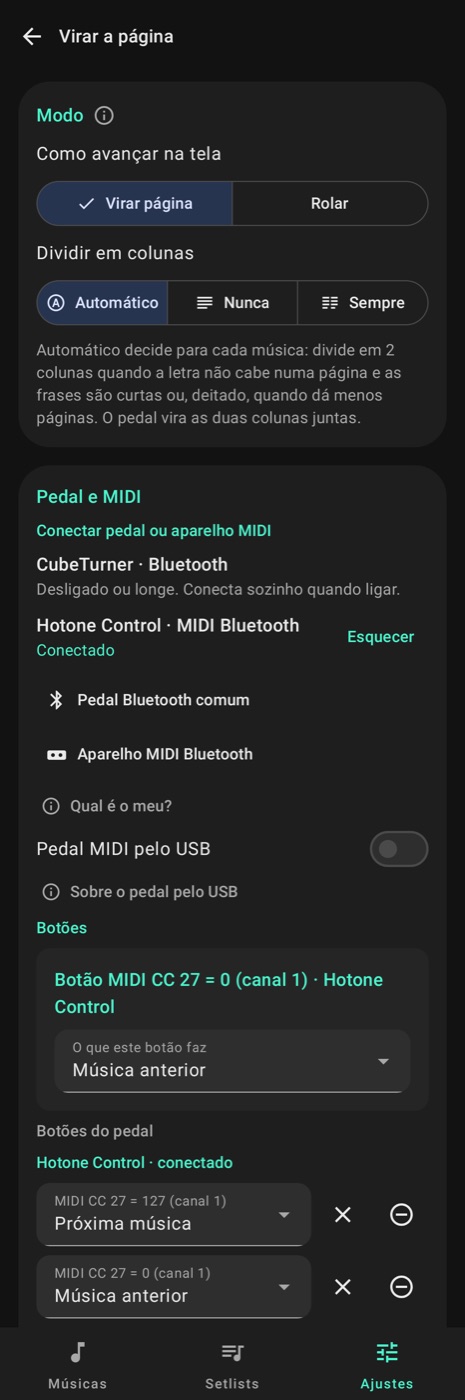 Virar a página
Modo
Como avançar na tela
Virar página
Rolar
Dividir em colunas
Automático
Nunca
Sempre
Automático decide para cada música: divide em 2
colunas quando a letra não cabe numa página e as
frases são curtas ou, deitado, quando dá menos
páginas. O pedal vira as duas colunas juntas.
Pedal e MIDI
Conectar pedal ou aparelho MIDI
CubeTurner · Bluetooth
Desligado ou longe. Conecta sozinho quando ligar.
Hotone Control · MIDI Bluetooth
Conectado
Esquecer
Pedal Bluetooth comum
Aparelho MIDI Bluetooth
Qual é o meu?
Pedal MIDI pelo USB
Sobre o pedal pelo USB
Botões
Botão MIDI CC 27 = 0 (canal 1) · Hotone
Control
O que este botão faz
Música anterior
Botões do pedal
Hotone Control · conectado
MIDI CC 27 = 127 (canal 1)
Próxima música
MIDI CC 27 = 0 (canal 1)
Música anterior
Músicas
Setlists
Ajustes